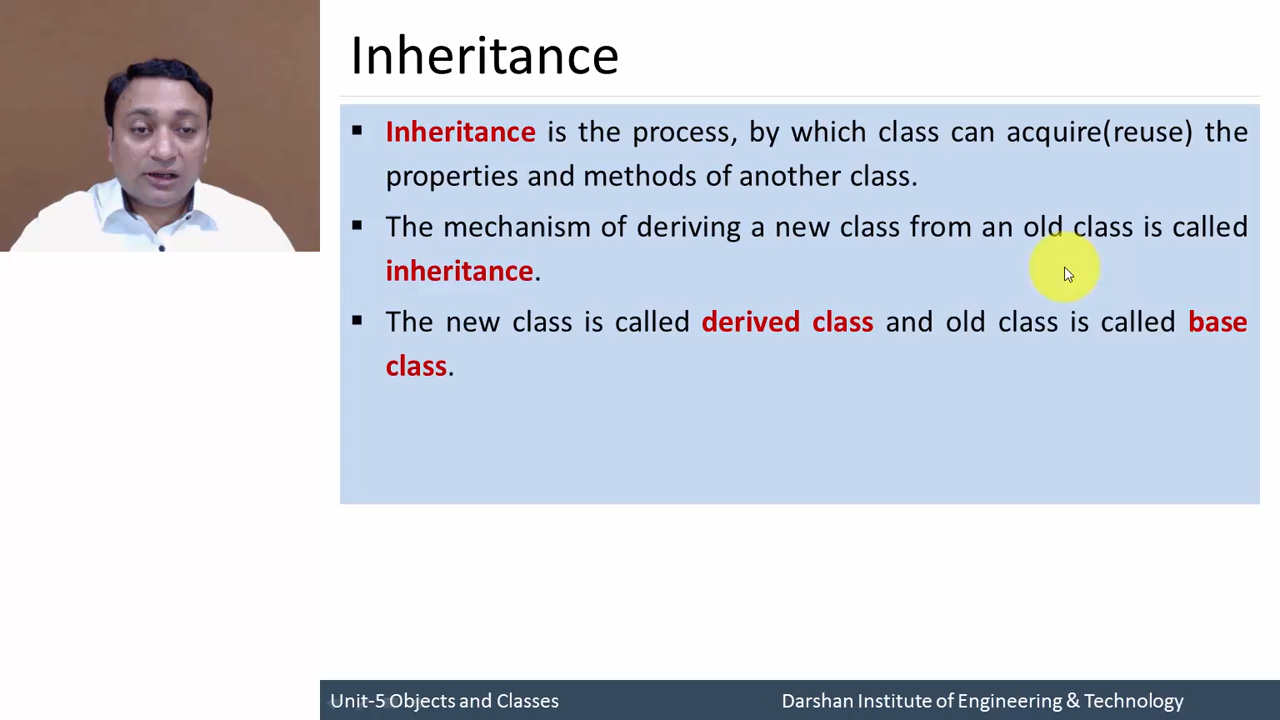 Inheritance
▪ Inheritance is the process, by which class can acquire(reuse) the
properties and methods of another class.
▪ The mechanism of deriving a new class from an old class is called
inheritance.
▪ The new class is called derived class and old class is called base
class.
Unit-5 Objects and Classes
Darshan Institute of Engineering & Technology